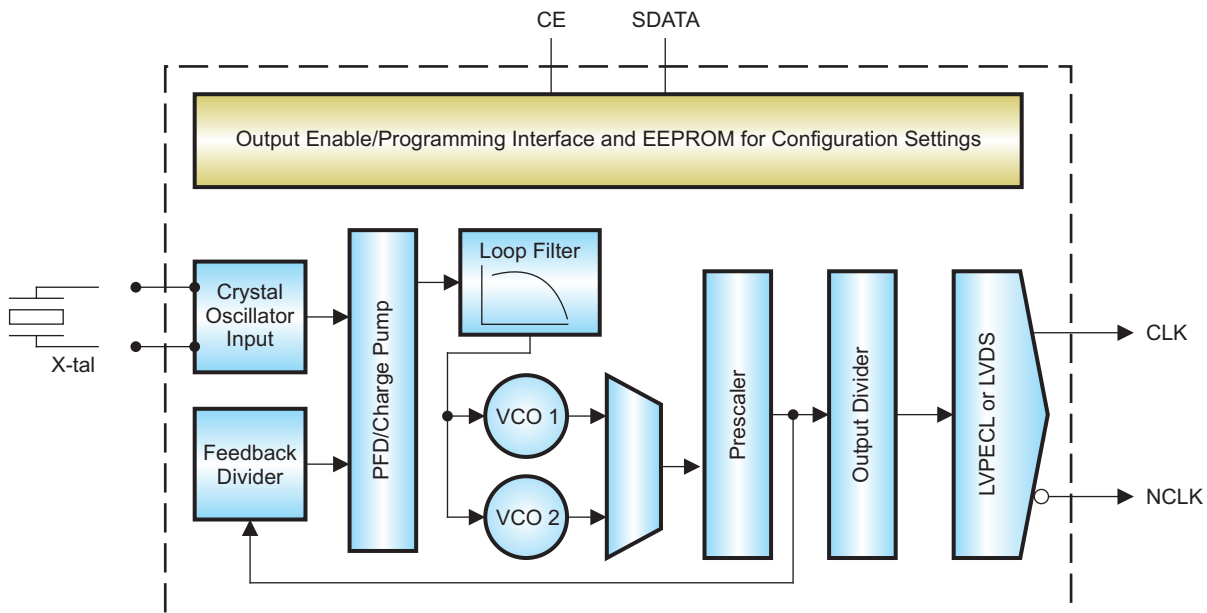 CE
SDATA
Output Enable/Programming Interface and EEPROM for Configuration Settings
X-tal
Crystal
Oscillator
Input
Feedback
Divider
PFD/Charge Pump
Loop Filter
VCO 1
VCO 2
Prescaler
Output Divider
LVPECL or LVDS
CLK
NCLK